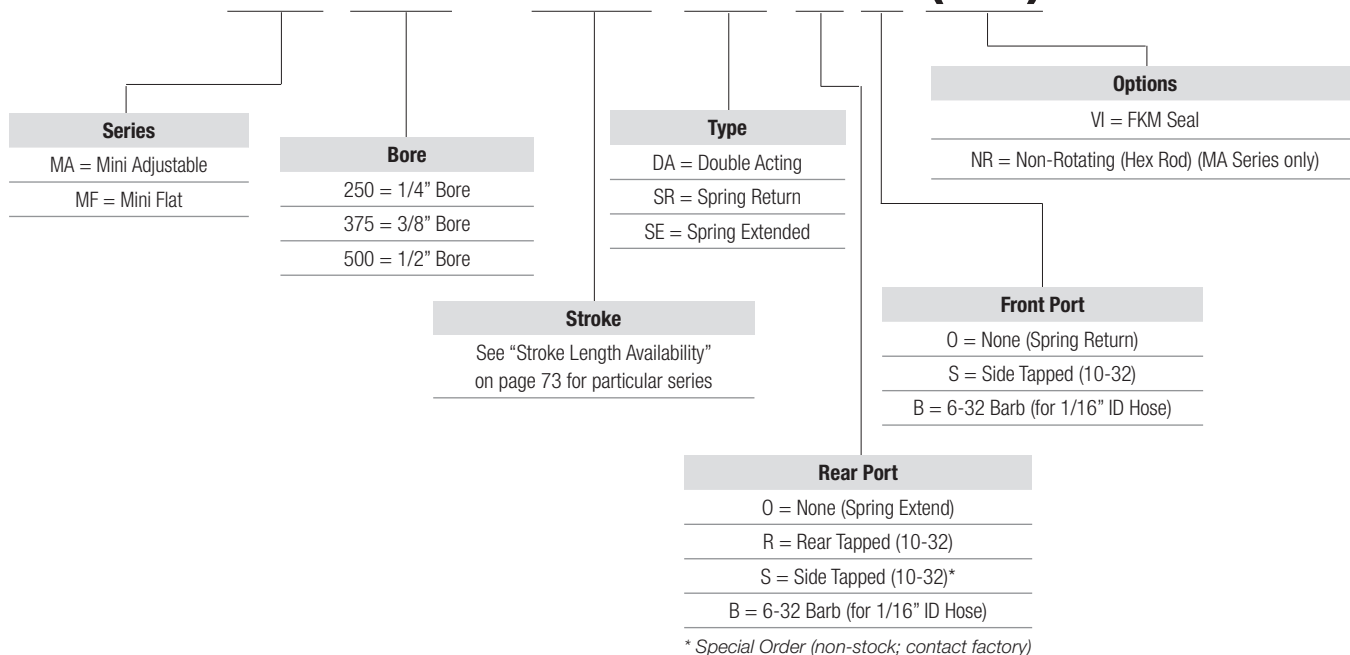 Series
MA = Mini Adjustable
MF = Mini Flat
Bore
250 = 1/4” Bore
375 = 3/8” Bore
500 = 1/2” Bore
Stroke
See “Stroke Length Availability”
on page 73 for particular series
Type
DA = Double Acting
SR = Spring Return
SE = Spring Extended
Options
VI = FKM Seal
NR = Non-Rotating (Hex Rod) (MA Series only)
Front Port
O = None (Spring Return)
S = Side Tapped (10-32)
B = 6-32 Barb (for 1/16” ID Hose)
Rear Port
O = None (Spring Extend)
R = Rear Tapped (10-32)
S = Side Tapped (10-32)*
B = 6-32 Barb (for 1/16” ID Hose)
* Special Order (non-stock; contact factory)